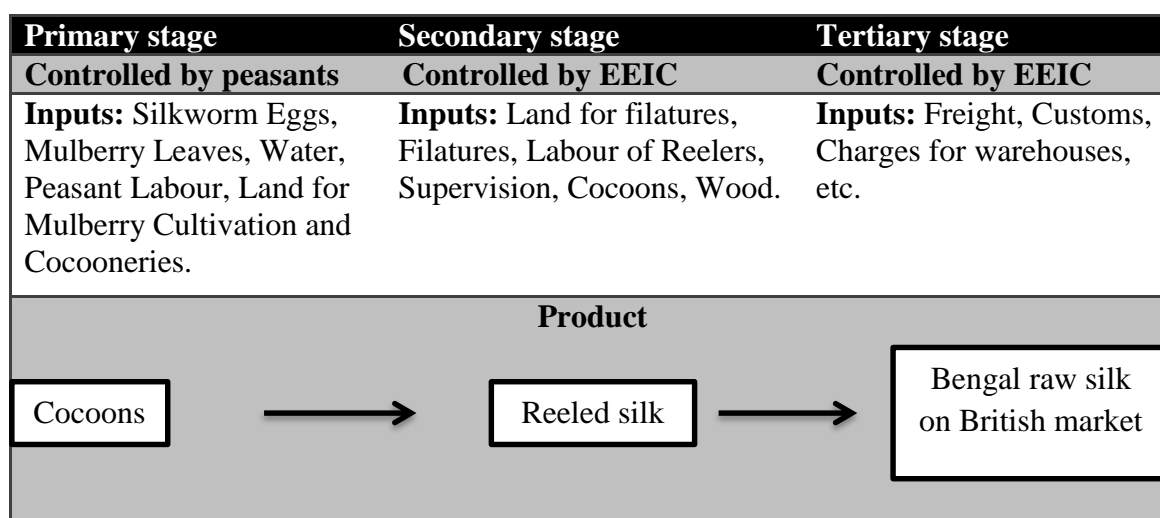 Primary stage
Secondary stage
Tertiary stage
Controlled by peasants
Controlled by EEIC
Controlled by EEIC
Inputs: Silkworm Eggs,
Mulberry Leaves, Water,
Peasant Labour, Land for
Mulberry Cultivation and
Cocooneries.
Inputs: Land for filatures,
Filatures, Labour of Reelers,
Supervision, Cocoons, Wood.
Inputs: Freight, Customs,
Charges for warehouses,
etc.
Product
Cocoons
Reeled silk
Bengal raw silk
on British market